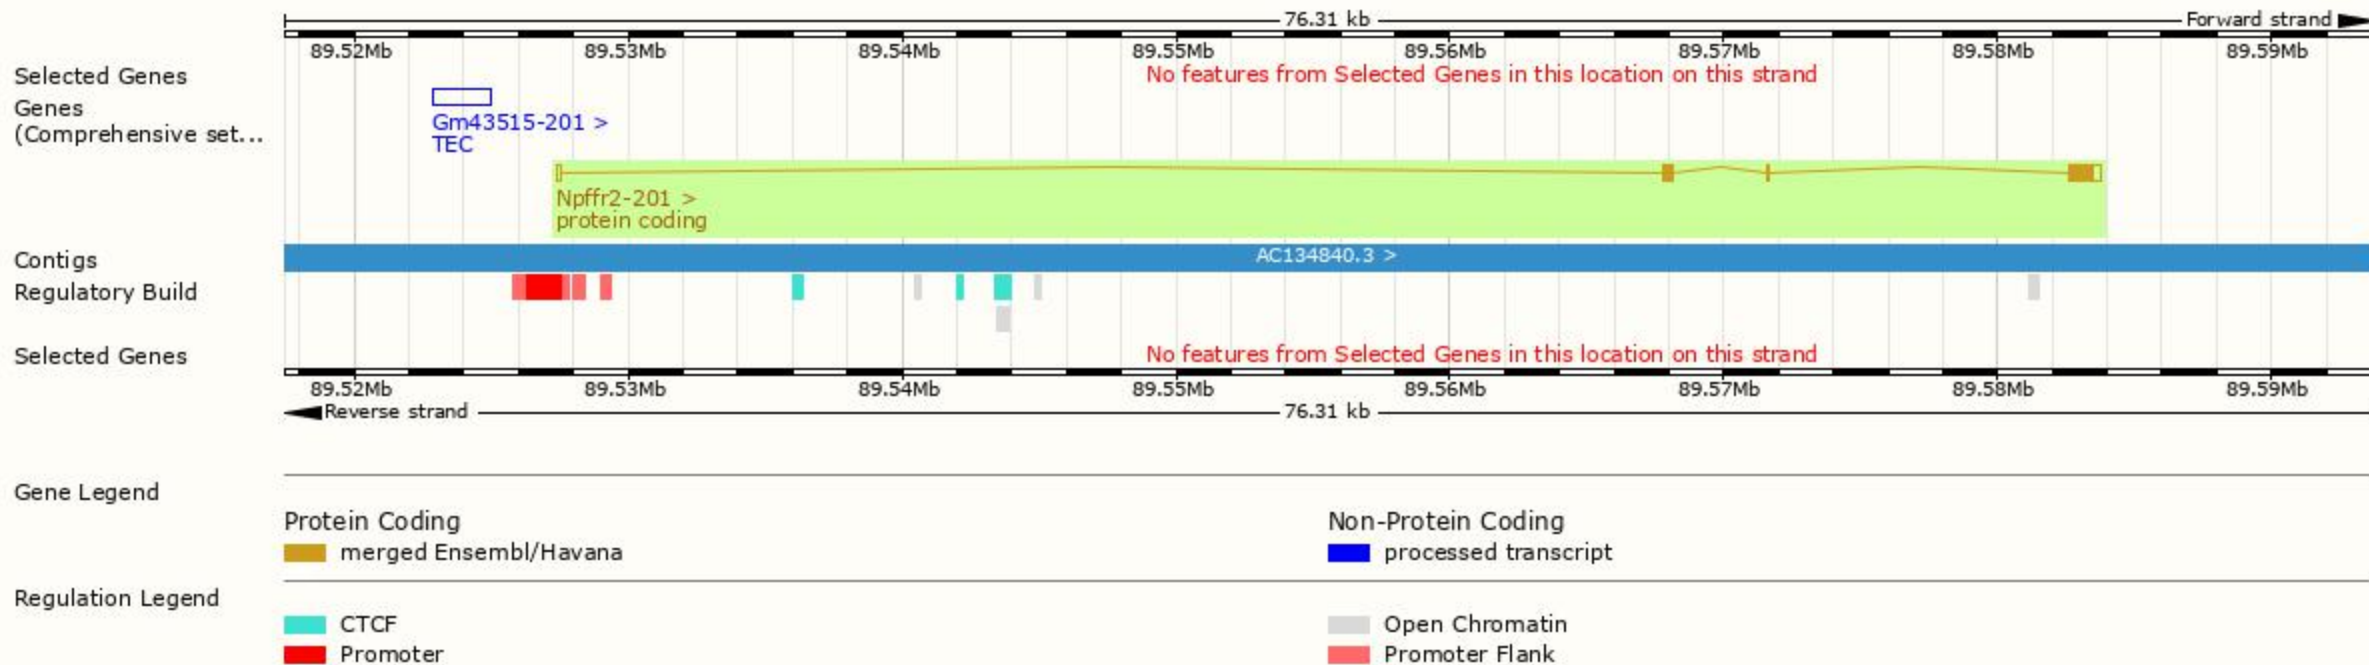 76.31 kb Forward strand
89.52Mb 89.53Mb 89.54Mb 89.55Mb 89.56Mb 89.57Mb 89.58Mb 89.59Mb
Selected Genes No features from Selected Genes in this location on this strand
Genes
(Comprehensive set...
Gm43515-201 >
TEC
Npffr2-201 >
protein coding
Contigs AC134840.3 >
Regulatory Build
Selected Genes No features from Selected Genes in this location on this strand
89.52Mb 89.53Mb 89.54Mb 89.55Mb 89.56Mb 89.57Mb 89.58Mb 89.59Mb
Reverse strand 76.31 kb
Gene Legend
Protein Coding Non-Protein Coding
merged Ensembl/Havana processed transcript
Regulation Legend
CTCF Open Chromatin
Promoter Promoter Flank